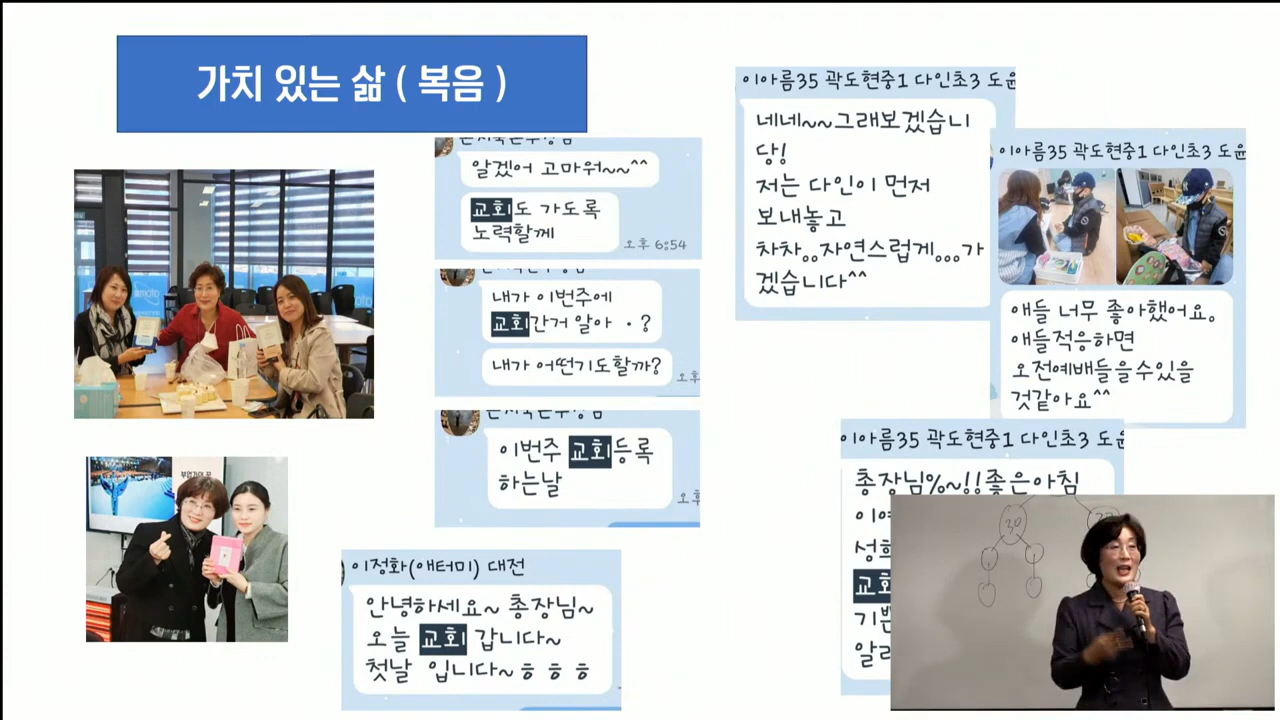 가치 있는 삶 ( 복음 )
알겠어 고마워~~^^
교회도 가도록
노력할께
오후 6:54
내가 이번주에
교회간거 알아 · ?
내가 어떤기도할까?
오후
이번주 교회등록
하는날
오후
이정화(애터미) 대전
안녕하세요~ 총장님~
오늘 교회 갑니다~
첫날 입니다~ㅎㅎㅎ
이아름35 곽도현중1 다인초3 도윤
네네~~그래보겠습니
당!
저는 다인이 먼저
보내놓고
차차,,자연스럽게,,,가
겠습니다^^
이아름35 곽도현중1 다인초3 도윤
애들 너무 좋아했어요.
애들적응하면
오전예배들을수있을
것같아요^^
이아름35 곽도현중1 다인초3 도윤
총장님%~!!좋은아침
성희
교회
기쁜
30